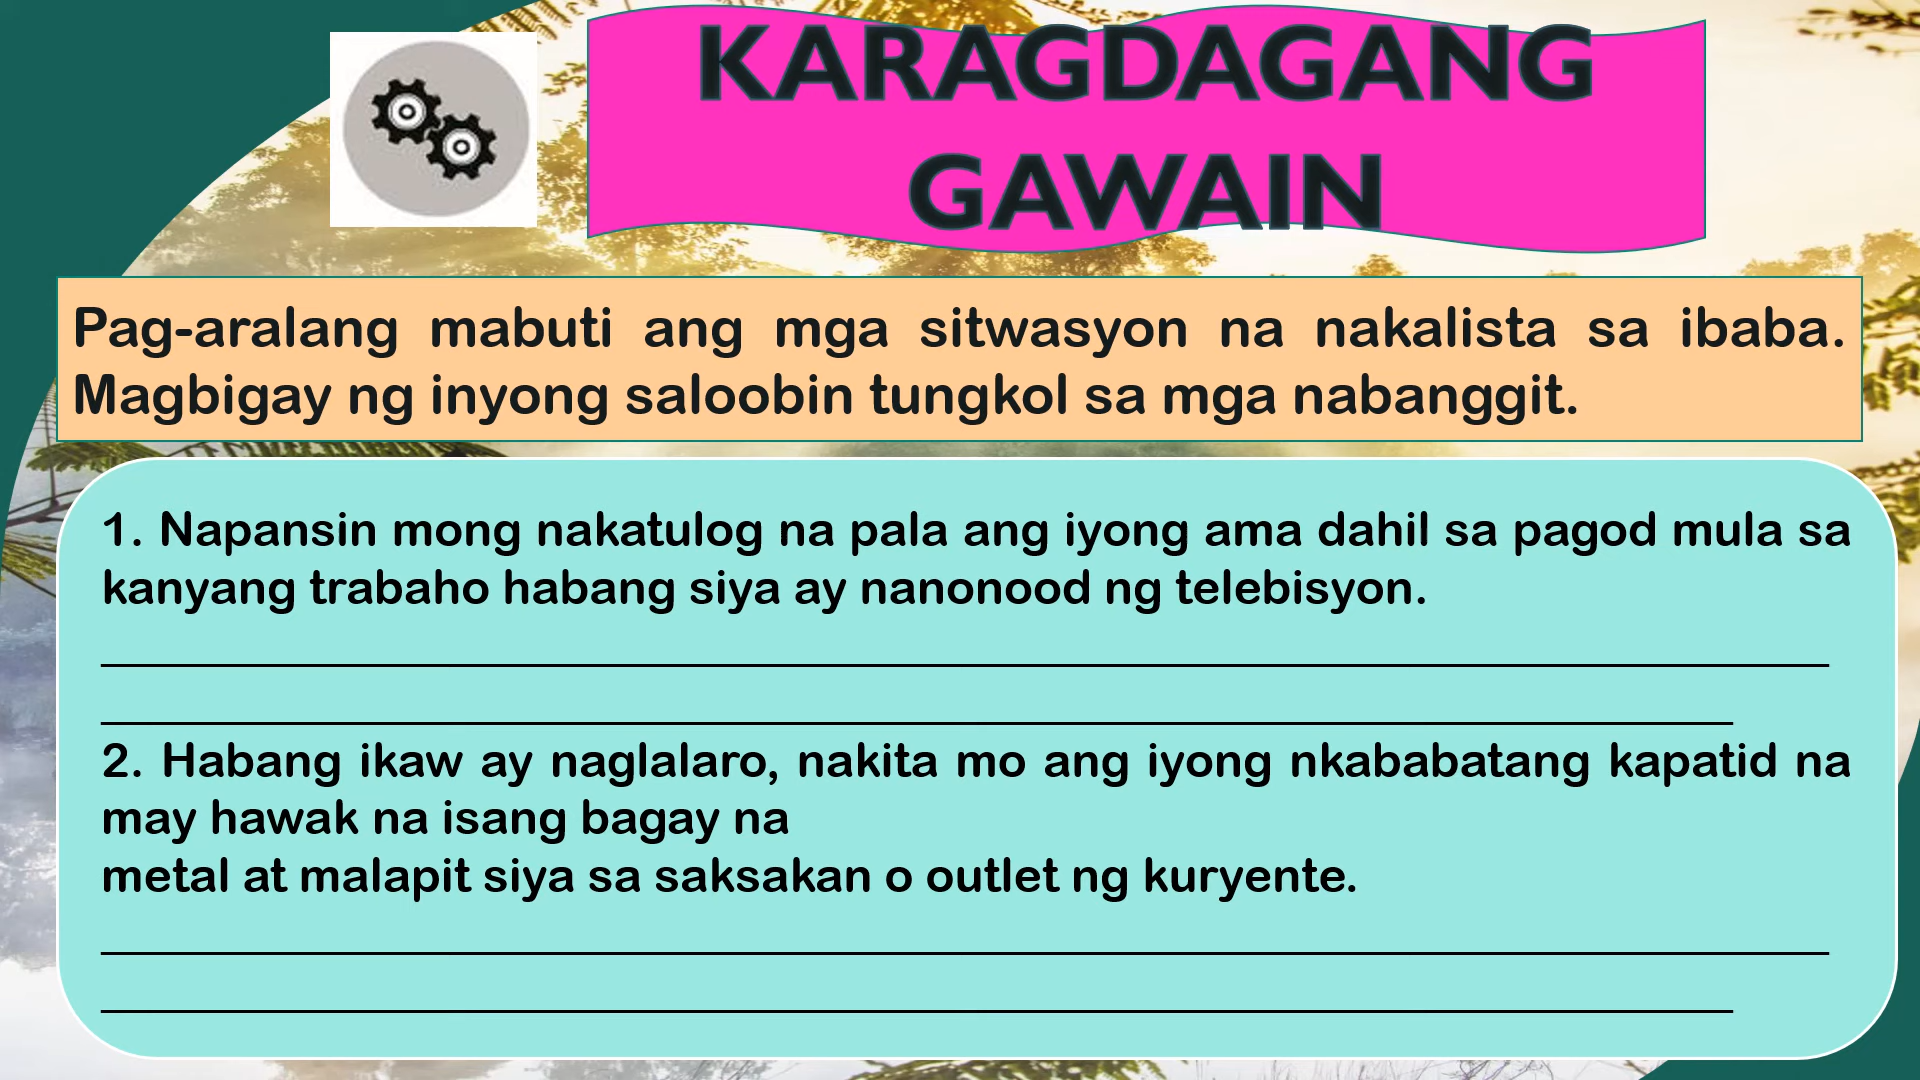 KARAGDAGANG
GAWAIN
Pag-aralang mabuti ang mga sitwasyon na nakalista sa ibaba.
Magbigay ng inyong saloobin tungkol sa mga nabanggit.
1. Napansin mong nakatulog na pala ang iyong ama dahil sa pagod mula sa
kanyang trabaho habang siya ay nanonood ng telebisyon.
2. Habang ikaw ay naglalaro, nakita mo ang iyong nkababatang kapatid na
may hawak na isang bagay na
metal at malapit siya sa saksakan o outlet ng kuryente.